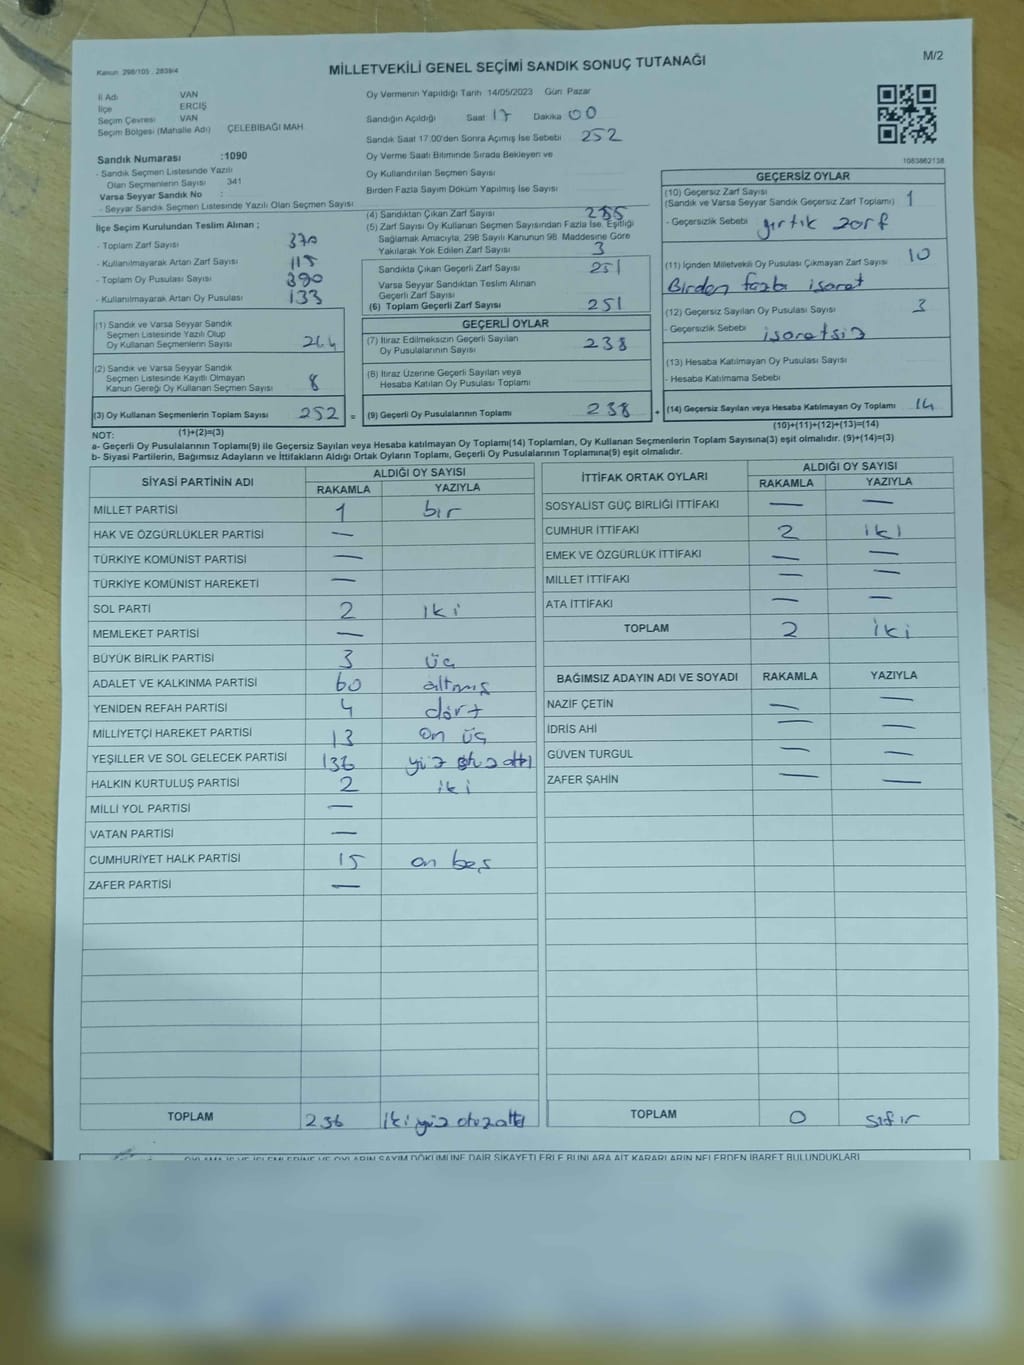 Kanun: 298/105 , 2839/4
MİLLETVEKİLİ GENEL SEÇİMİ SANDIK SONUÇ TUTANAĞI
M/2
İl Adı VAN
İlçe ERCİŞ
Seçim Çevresi VAN
Seçim Bölgesi (Mahalle Adı) ÇELEBİBAĞI MAH.
Sandık Numarası :1090
- Sandık Seçmen Listesinde Yazılı
Olan Seçmenlerin Sayısı 341
Varsa Seyyar Sandık No :
- Seyyar Sandık Seçmen Listesinde Yazılı Olan Seçmen Sayısı
Oy Vermenin Yapıldığı Tarih 14/05/2023 Gün Pazar
Sandığın Açıldığı Saat 17 Dakika 00
Sandık Saat 17:00'den Sonra Açımış İse Sebebi 252
Oy Verme Saati Bitiminde Sırada Bekleyen ve
Oy Kullandırılan Seçmen Sayısı
Birden Fazla Sayım Döküm Yapılmış İse Sayısı
1083862138
İlçe Seçim Kurulundan Teslim Alınan ;
- Toplam Zarf Sayısı 370
- Kullanılmayarak Artan Zarf Sayısı 115
- Toplam Oy Pusulası Sayısı 390
- Kullanılmayarak Artan Oy Pusulası 133
(1) Sandık ve Varsa Seyyar Sandık
Seçmen Listesinde Yazılı Olup
Oy Kullanan Seçmenlerin Sayısı 244
(2) Sandık ve Varsa Seyyar Sandık
Seçmen Listesinde Kayıtlı Olmayan
Kanun Gereği Oy Kullanan Seçmen Sayısı 8
(3) Oy Kullanan Seçmenlerin Toplam Sayısı 252 =
(4) Sandıktan Çıkan Zarf Sayısı 255
(5) Zarf Sayısı Oy Kullanan Seçmen Sayısından Fazla İse, Eşitliği
Sağlamak Amacıyla, 298 Sayılı Kanunun 98. Maddesine Göre
Yakılarak Yok Edilen Zarf Sayısı 3
Sandıkta Çıkan Geçerli Zarf Sayısı 251
Varsa Seyyar Sandıktan Teslim Alınan
Geçerli Zarf Sayısı
(6) Toplam Geçerli Zarf Sayısı 251
GEÇERLİ OYLAR
(7) İtiraz Edilmeksizin Geçerli Sayılan
Oy Pusulalarının Sayısı 238
(8) İtiraz Üzerine Geçerli Sayılan veya
Hesaba Katılan Oy Pusulası Toplamı
(9) Geçerli Oy Pusulalarının Toplamı 238 +
GEÇERSİZ OYLAR
(10) Geçersiz Zarf Sayısı
(Sandık ve Varsa Seyyar Sandık Geçersiz Zarf Toplamı) 1
- Geçersizlik Sebebi yırtık zarf
(11) İçinden Milletvekili Oy Pusulası Çıkmayan Zarf Sayısı 10
Birden fazla işaret
(12) Geçersiz Sayılan Oy Pusulası Sayısı 3
- Geçersizlik Sebebi işaretsiz
(13) Hesaba Katılmayan Oy Pusulası Sayısı
- Hesaba Katılmama Sebebi
(14) Geçersiz Sayılan veya Hesaba Katılmayan Oy Toplamı 14
NOT: (1)+(2)=(3)
(10)+(11)+(12)+(13)=(14)
a- Geçerli Oy Pusulalarının Toplamı(9) ile Geçersiz Sayılan veya Hesaba katılmayan Oy Toplamı(14) Toplamları, Oy Kullanan Seçmenlerin Toplam Sayısına(3) eşit olmalıdır. (9)+(14)=(3)
b- Siyasi Partilerin, Bağımsız Adayların ve İttifakların Aldığı Ortak Oyların Toplamı, Geçerli Oy Pusulalarının Toplamına(9) eşit olmalıdır.
SİYASİ PARTİNİN ADI ALDIĞI OY SAYISI
RAKAMLA YAZIYLA
MİLLET PARTİSİ 1 bir
HAK VE ÖZGÜRLÜKLER PARTİSİ —
TÜRKİYE KOMÜNİST PARTİSİ —
TÜRKİYE KOMÜNİST HAREKETİ —
SOL PARTİ 2 iki
MEMLEKET PARTİSİ —
BÜYÜK BİRLİK PARTİSİ 3 üç
ADALET VE KALKINMA PARTİSİ 60 altmış
YENİDEN REFAH PARTİSİ 4 dört
MİLLİYETÇİ HAREKET PARTİSİ 13 on üç
YEŞİLLER VE SOL GELECEK PARTİSİ 136 yüz otuz altı
HALKIN KURTULUŞ PARTİSİ 2 iki
MİLLİ YOL PARTİSİ —
VATAN PARTİSİ —
CUMHURİYET HALK PARTİSİ 15 on beş
ZAFER PARTİSİ —
TOPLAM 236 iki yüz otuz altı
İTTİFAK ORTAK OYLARI ALDIĞI OY SAYISI
RAKAMLA YAZIYLA
SOSYALİST GÜÇ BİRLİĞİ İTTİFAKI — —
CUMHUR İTTİFAKI 2 iki
EMEK VE ÖZGÜRLÜK İTTİFAKI — —
MİLLET İTTİFAKI — —
ATA İTTİFAKI — —
TOPLAM 2 iki
BAĞIMSIZ ADAYIN ADI VE SOYADI RAKAMLA YAZIYLA
NAZİF ÇETİN — —
İDRİS AHİ — —
GÜVEN TURGUL — —
ZAFER ŞAHİN — —
TOPLAM 0 sıfır
OYLAMA İŞ VE İŞLEMLERİNE VE OYLARIN SAYIM DÖKÜMÜNE DAİR ŞİKAYETLERLE BUNLARA AİT KARARLARIN NELERDEN İBARET BULUNDUKLARI